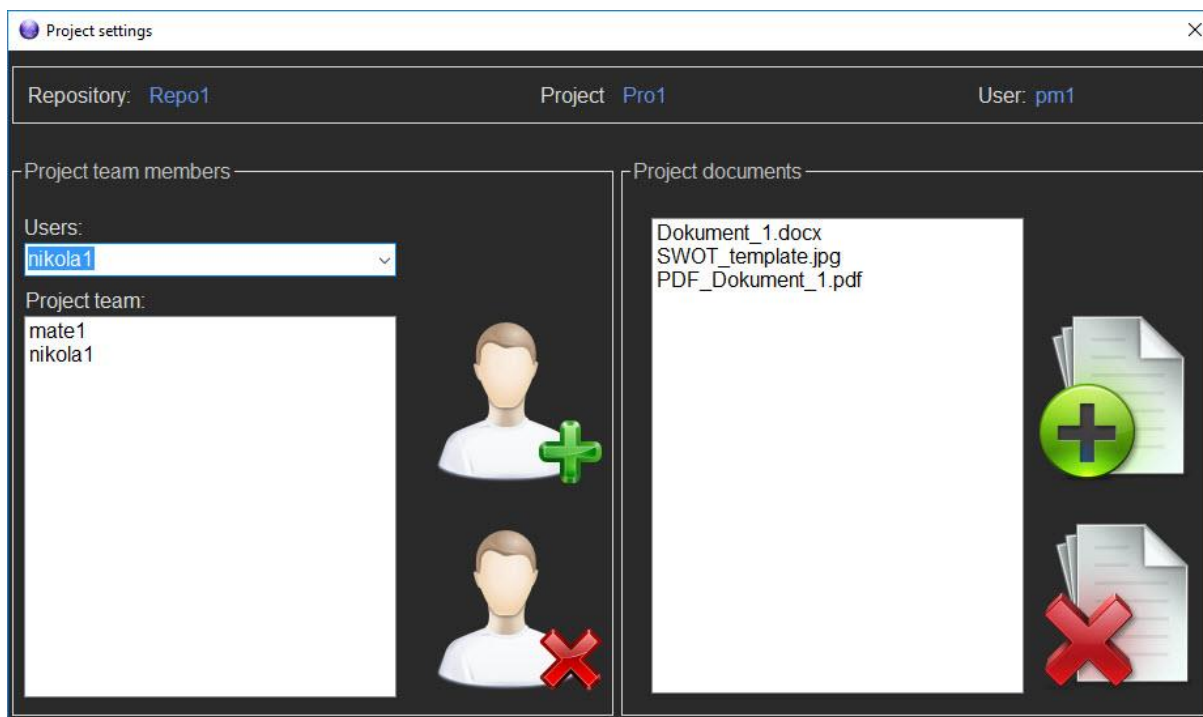 Project settings
Repository: Repo1 Project Pro1 User: pm1
Project team members
Users:
nikola1
Project team:
mate1
nikola1
Project documents
Dokument_1.docx
SWOT_template.jpg
PDF_Dokument_1.pdf